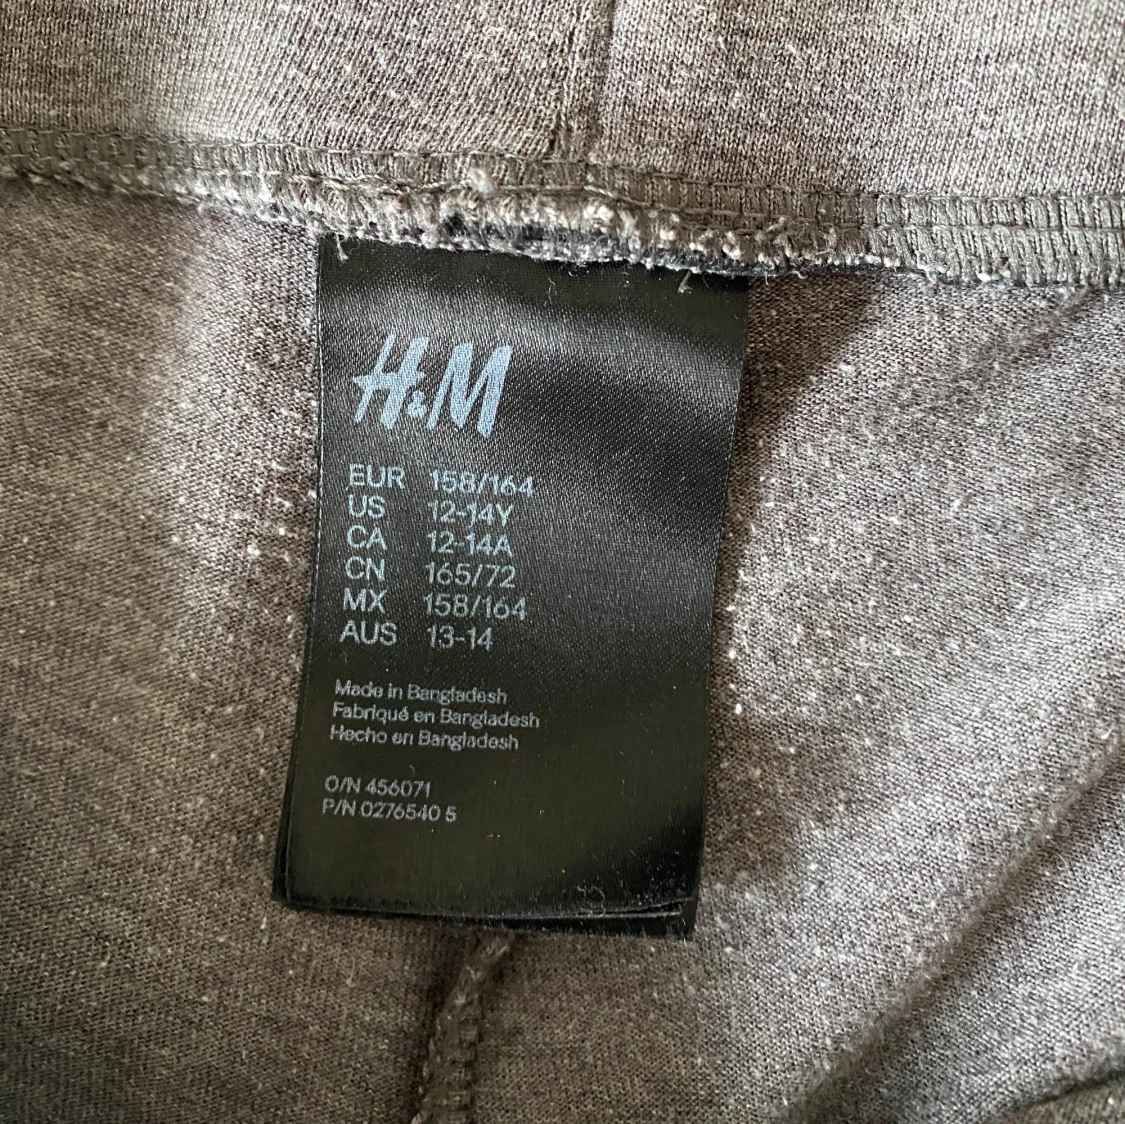 H&M
EUR 158/164
US 12-14Y
CA 12-14A
CN 165/72
MX 158/164
AUS 13-14
Made in Bangladesh
Fabriqué en Bangladesh
Hecho en Bangladesh
O/N 456071
P/N 0276540 5